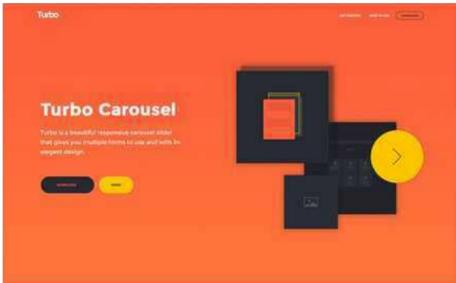 Turbo
Turbo Carousel
Turbo is a beautiful responsive carousel slider
that gives you multiple forms to use and with its
elegant design.